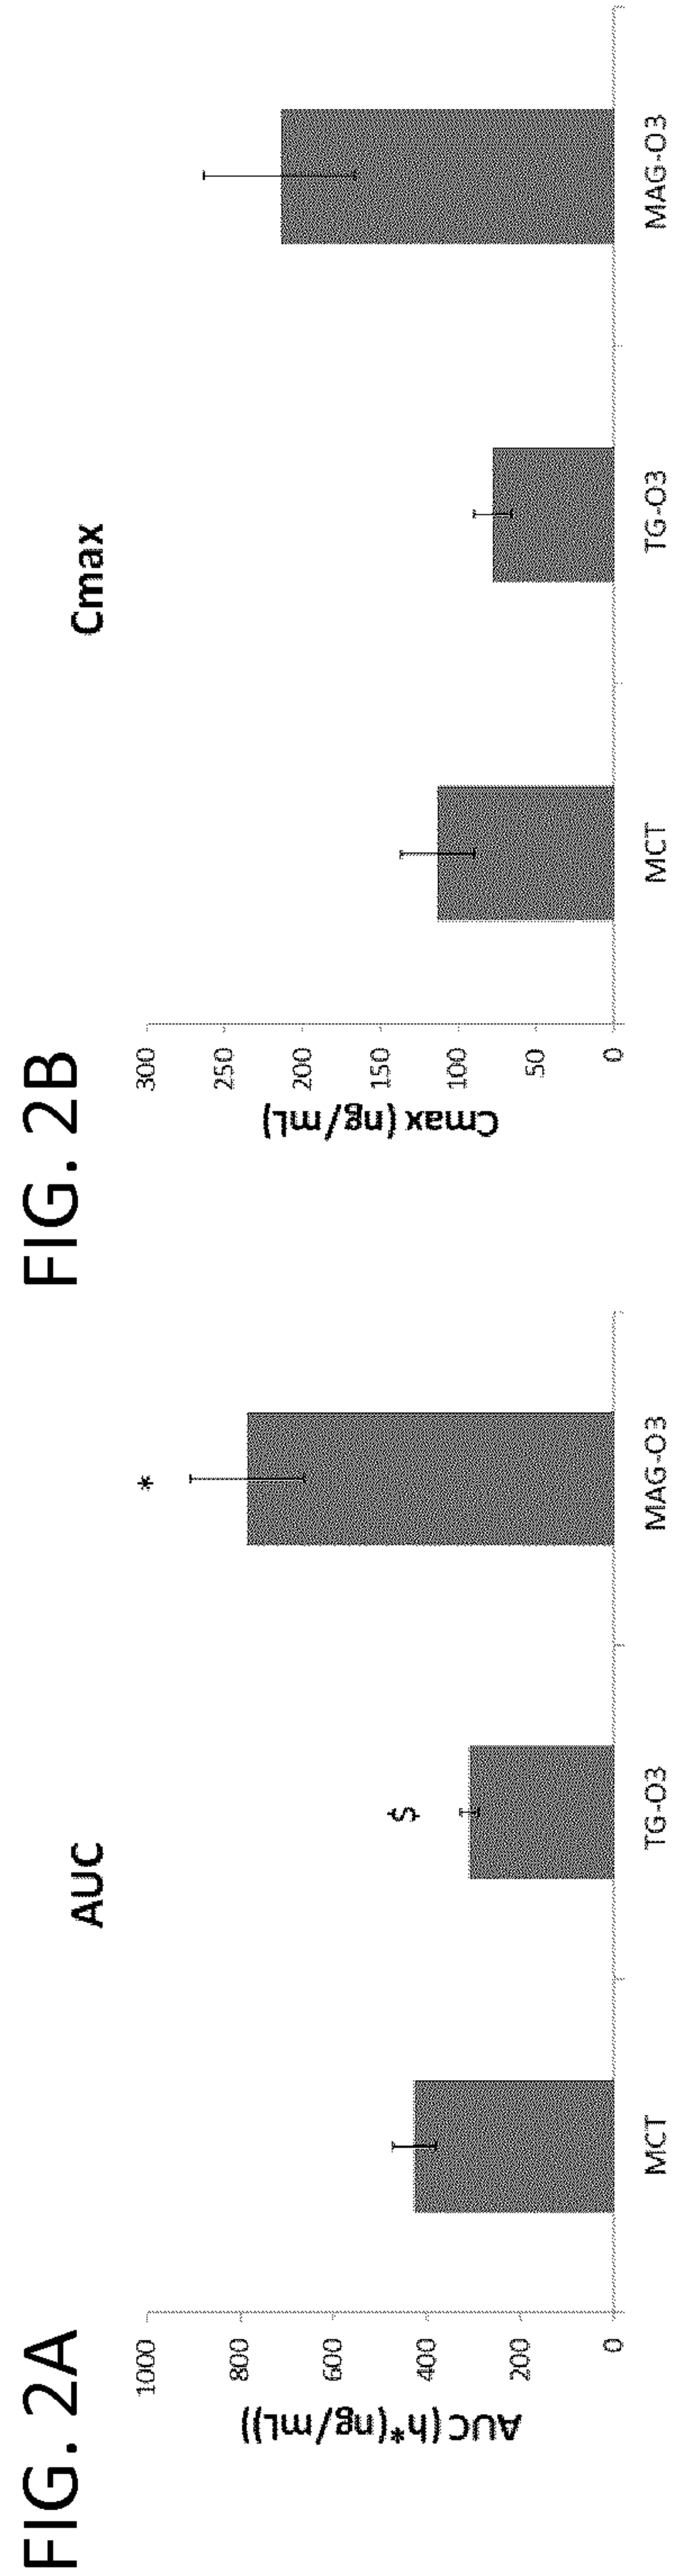 FIG. 2A
AUC
AUC (h*(ng/mL))
1000
800
600
400
200
0
$
*
MCT
TG-O3
MAG-O3
FIG. 2B
Cmax
Cmax (ng/mL)
300
250
200
150
100
50
0
MCT
TG-O3
MAG-O3